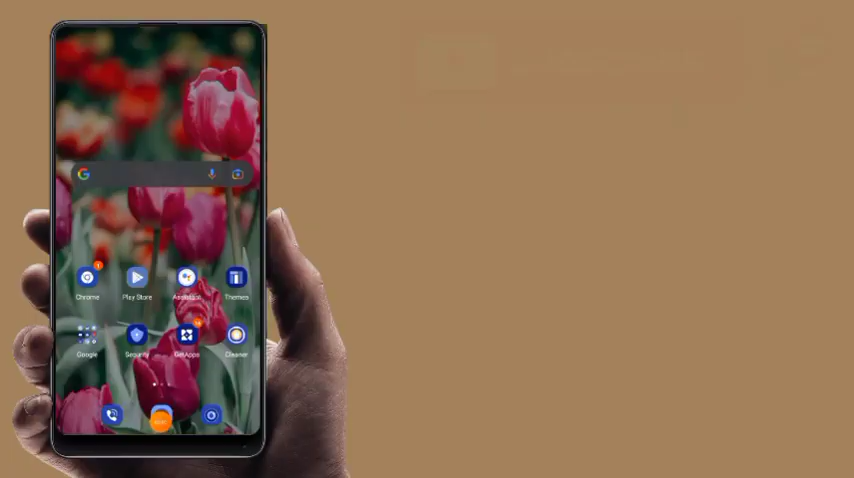 Chrome
Play Store
Assistant
Themes
Google
Security
GetApps
Cleaner